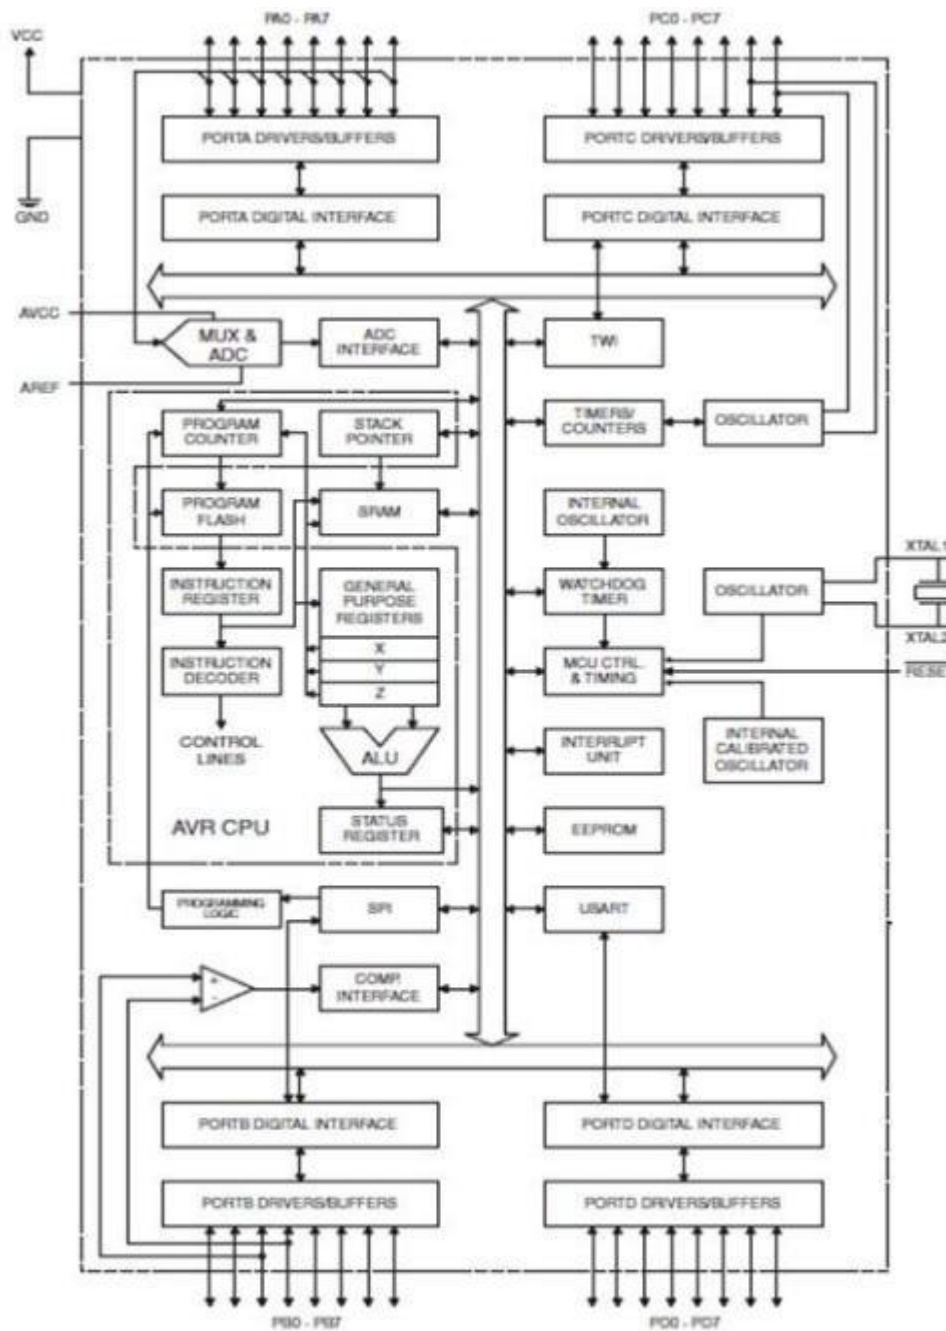 PA0 - PA7
PC0 - PC7
VCC
PORTA DRIVERS/BUFFERS
PORTC DRIVERS/BUFFERS
GND
PORTA DIGITAL INTERFACE
PORTC DIGITAL INTERFACE
AVCC
MUX &
ADC
ADC
INTERFACE
TWI
AREF
PROGRAM
COUNTER
STACK
POINTER
TIMERS/
COUNTERS
OSCILLATOR
PROGRAM
FLASH
SRAM
INTERNAL
OSCILLATOR
XTAL1
INSTRUCTION
REGISTER
GENERAL
PURPOSE
REGISTERS
WATCHDOG
TIMER
OSCILLATOR
XTAL2
X
INSTRUCTION
DECODER
Y
Z
MCU CTRL.
& TIMING
RESE
CONTROL
LINES
ALU
INTERRUPT
UNIT
INTERNAL
CALIBRATED
OSCILLATOR
AVR CPU
STATUS
REGISTER
EEPROM
PROGRAMMING
LOGIC
SPI
USART
+
-
COMP.
INTERFACE
PORTB DIGITAL INTERFACE
PORTD DIGITAL INTERFACE
PORTB DRIVERS/BUFFERS
PORTD DRIVERS/BUFFERS
PB0 - PB7
PD0 - PD7